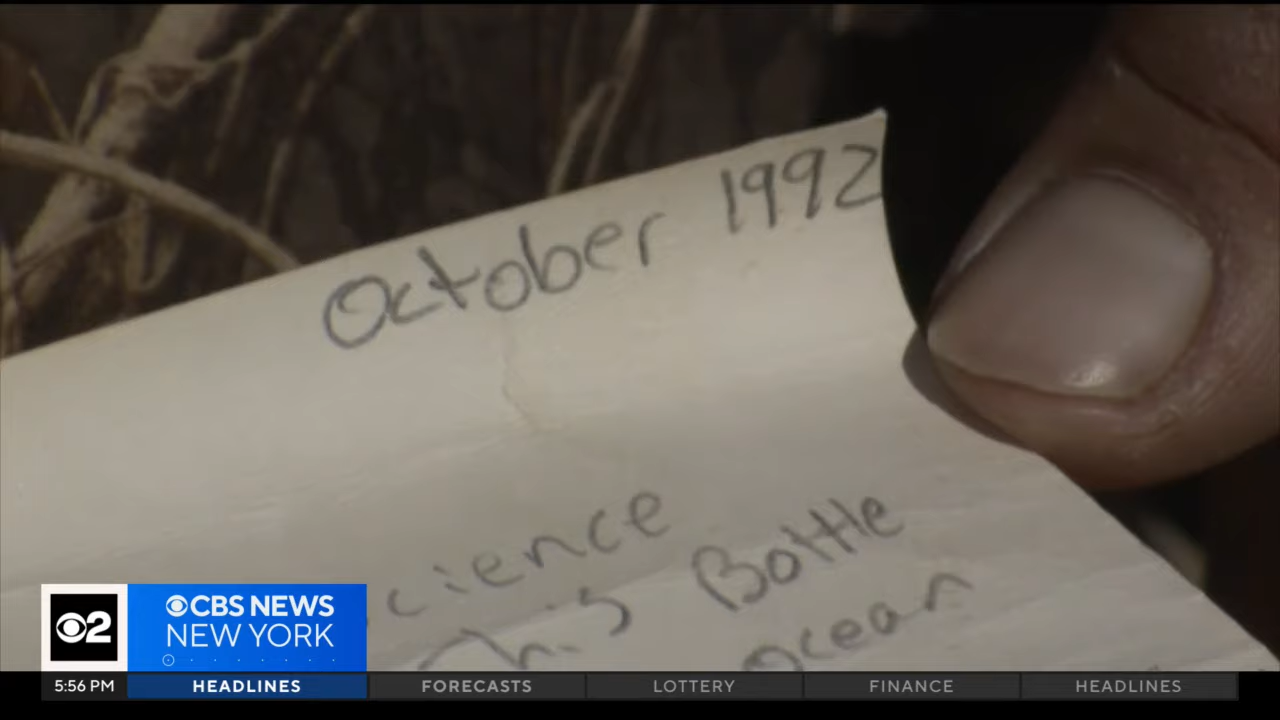 October 1992
cience
this Bottle
ocean
2
CBS NEWS
NEW YORK
5:56 PM HEADLINES FORECASTS LOTTERY FINANCE HEADLINES